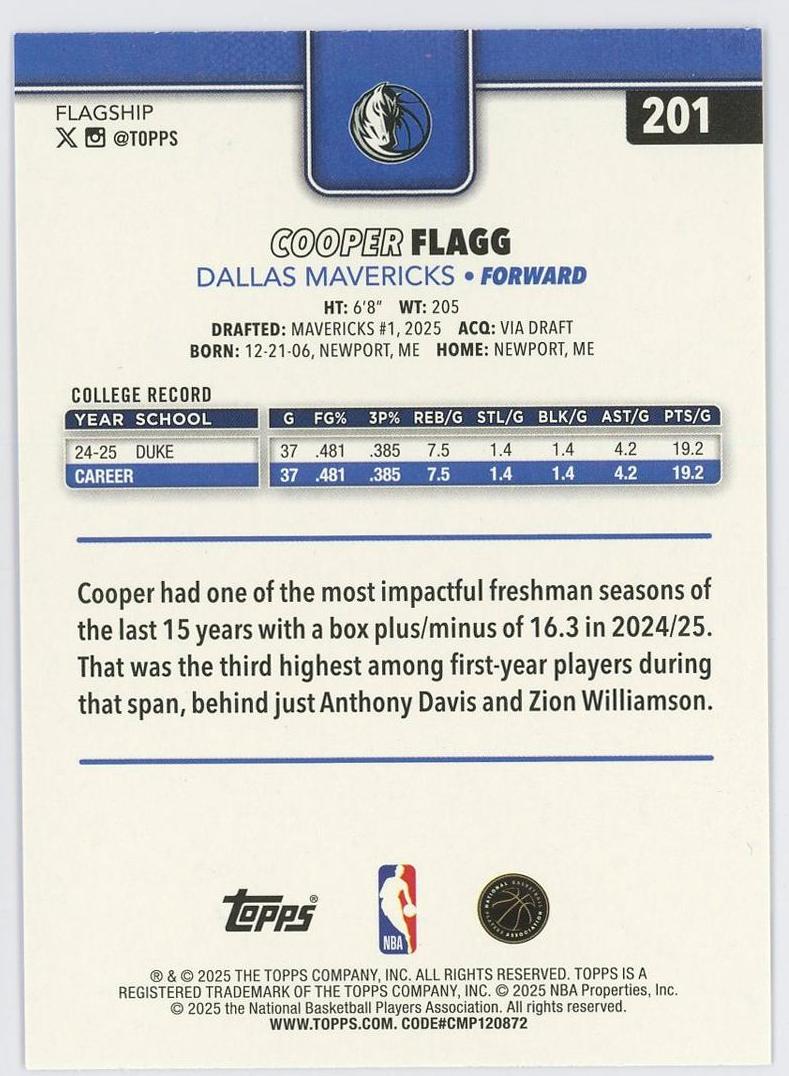 FLAGSHIP
201
@TOPPS
COOPER FLAGG
DALLAS MAVERICKS • FORWARD
HT: 6'8" WT: 205
DRAFTED: MAVERICKS #1, 2025 ACQ: VIA DRAFT
BORN: 12-21-06, NEWPORT, ME HOME: NEWPORT, ME
COLLEGE RECORD
YEAR SCHOOL G FG% 3P% REB/G STL/G BLK/G AST/G PTS/G
24-25 DUKE 37 .481 .385 7.5 1.4 1.4 4.2 19.2
CAREER 37 .481 .385 7.5 1.4 1.4 4.2 19.2
Cooper had one of the most impactful freshman seasons of
the last 15 years with a box plus/minus of 16.3 in 2024/25.
That was the third highest among first-year players during
that span, behind just Anthony Davis and Zion Williamson.
topps®
NBA
NATIONAL BASKETBALL PLAYERS ASSOCIATION
® & © 2025 THE TOPPS COMPANY, INC. ALL RIGHTS RESERVED. TOPPS IS A
REGISTERED TRADEMARK OF THE TOPPS COMPANY, INC. © 2025 NBA Properties, Inc.
© 2025 the National Basketball Players Association. All rights reserved.
WWW.TOPPS.COM. CODE#CMP120872